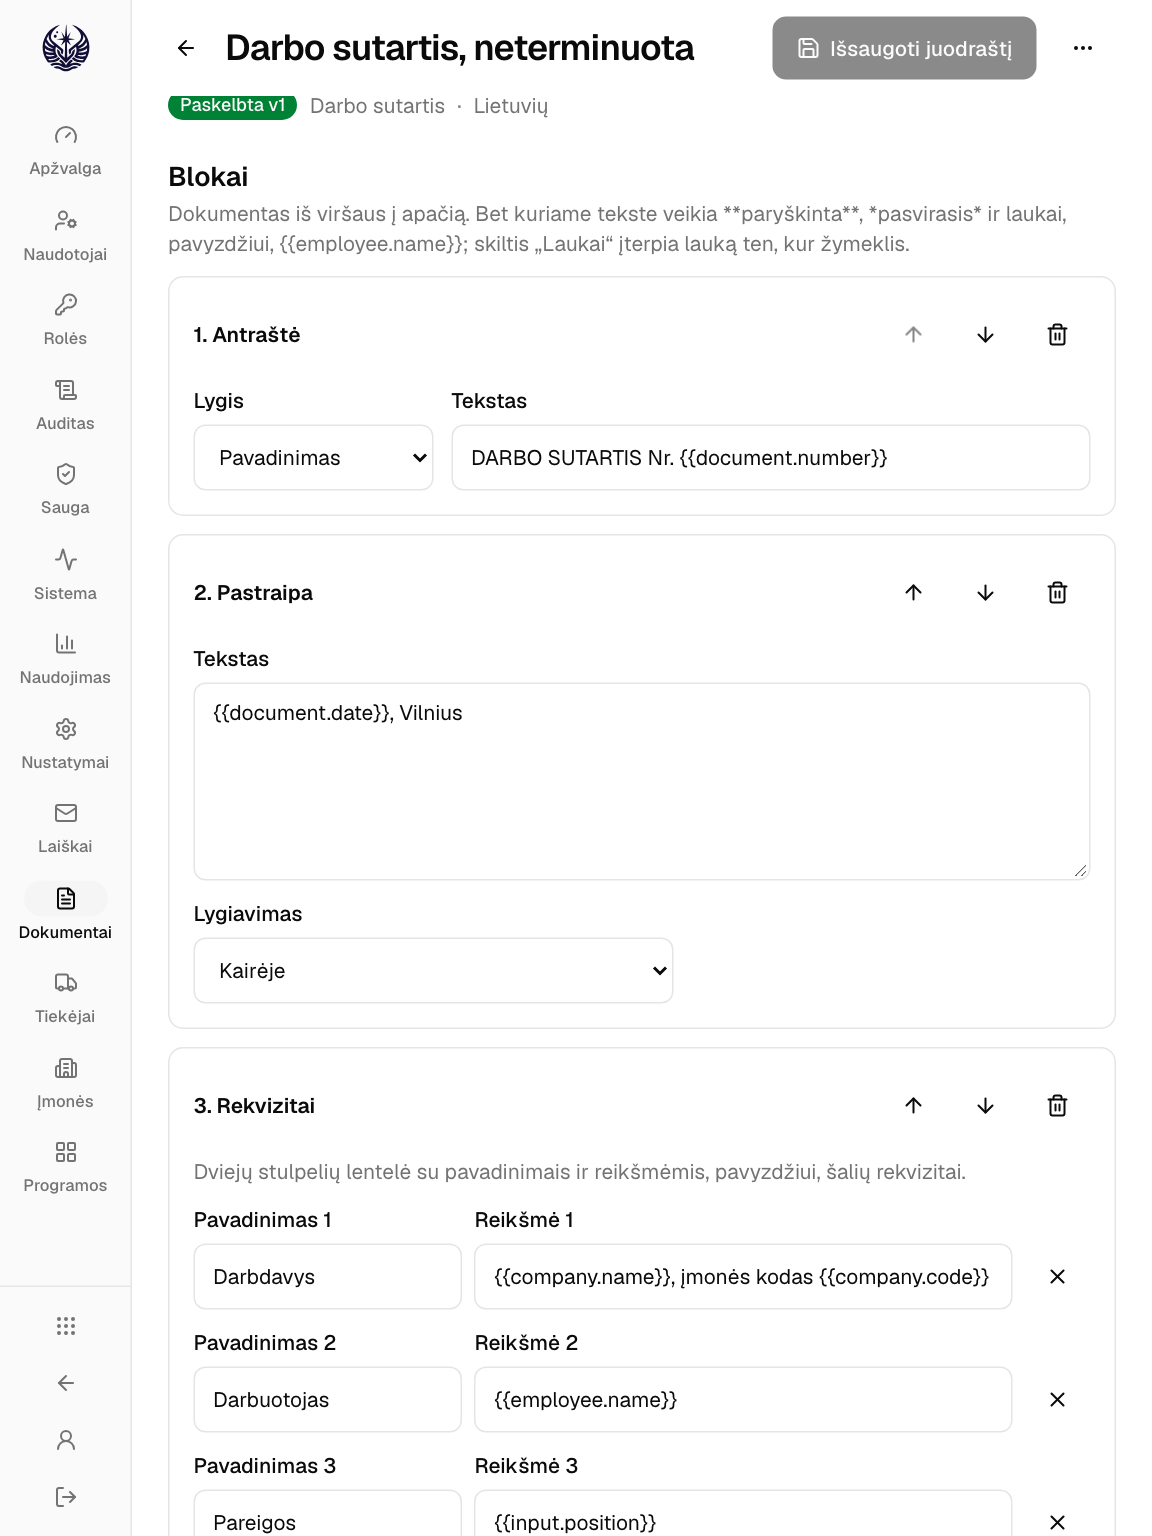 Darbo sutartis, neterminuota
Išsaugoti juodraštį
Paskelbta v1
Darbo sutartis · Lietuvių
Apžvalga
Naudotojai
Rolės
Auditas
Sauga
Sistema
Naudojimas
Nustatymai
Laiškai
Dokumentai
Tiekėjai
Įmonės
Programos
Blokai
Dokumentas iš viršaus į apačią. Bet kuriame tekste veikia **paryškinta**, *pasvirasis* ir laukai,
pavyzdžiui, {{employee.name}}; skiltis „Laukai“ įterpia lauką ten, kur žymeklis.
1. Antraštė
Lygis
Tekstas
Pavadinimas
DARBO SUTARTIS Nr. {{document.number}}
2. Pastraipa
Tekstas
{{document.date}}, Vilnius
Lygiavimas
Kairėje
3. Rekvizitai
Dviejų stulpelių lentelė su pavadinimais ir reikšmėmis, pavyzdžiui, šalių rekvizitai.
Pavadinimas 1
Reikšmė 1
Darbdavys
{{company.name}}, įmonės kodas {{company.code}}
Pavadinimas 2
Reikšmė 2
Darbuotojas
{{employee.name}}
Pavadinimas 3
Reikšmė 3
Pareigos
{{input.position}}